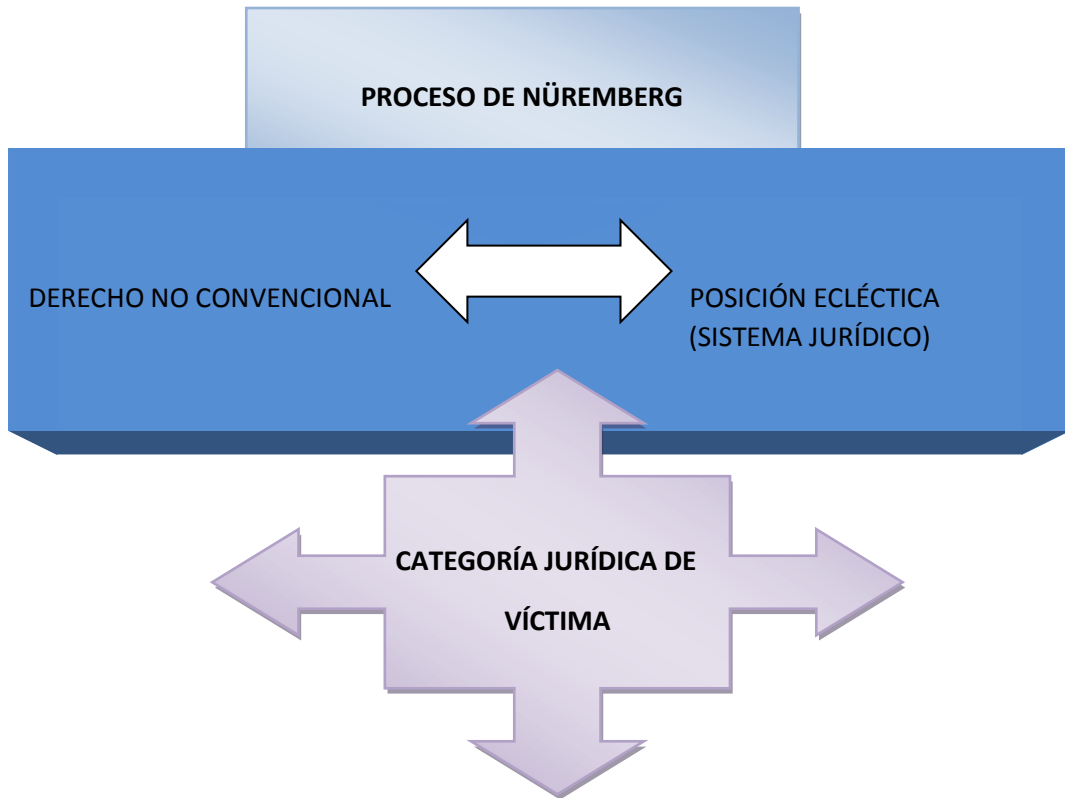 PROCESO DE NÜREMBERG
DERECHO NO CONVENCIONAL
POSICIÓN ECLÉCTICA
(SISTEMA JURÍDICO)
CATEGORÍA JURÍDICA DE
VÍCTIMA